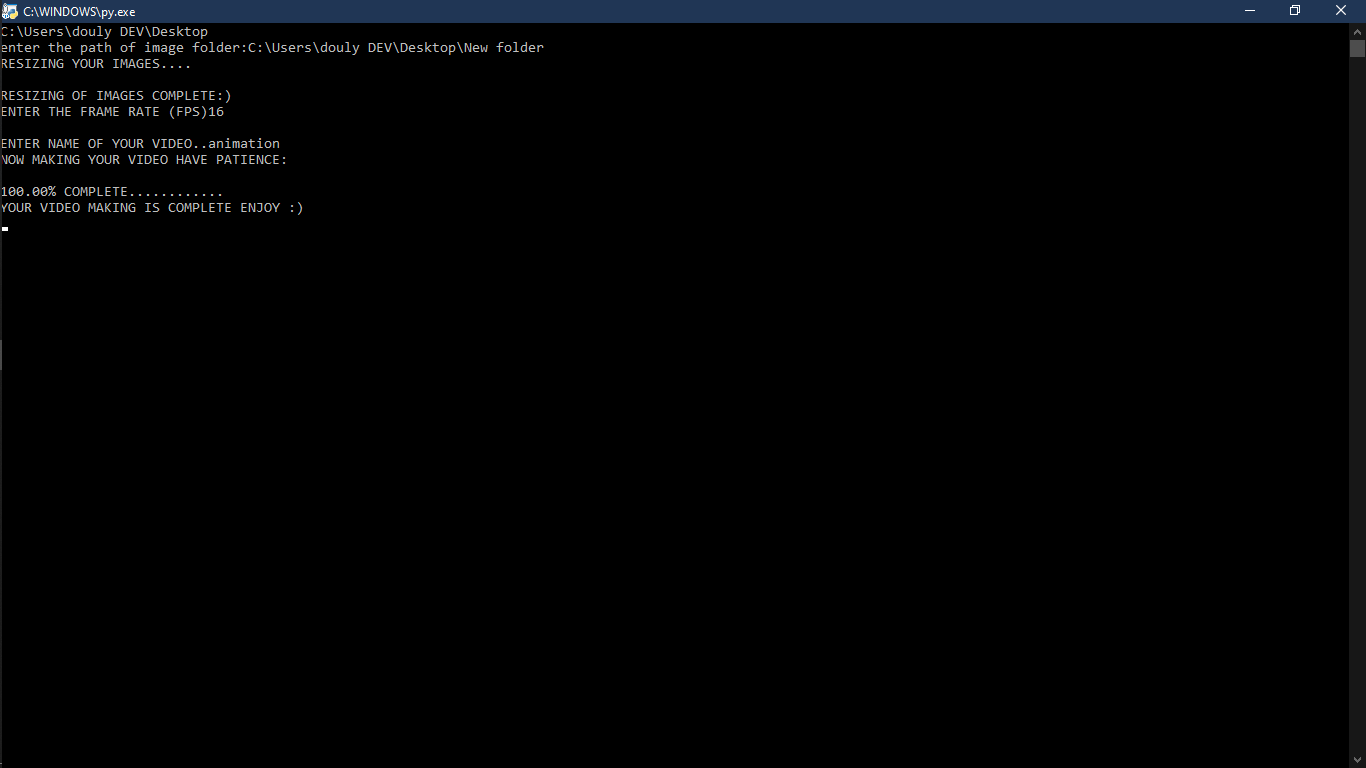 C:\WINDOWS\py.exe
C:\Users\douly DEV\Desktop
enter the path of image folder:C:\Users\douly DEV\Desktop\New folder
RESIZING YOUR IMAGES....
RESIZING OF IMAGES COMPLETE:)
ENTER THE FRAME RATE (FPS)16
ENTER NAME OF YOUR VIDEO..animation
NOW MAKING YOUR VIDEO HAVE PATIENCE:
100.00% COMPLETE............
YOUR VIDEO MAKING IS COMPLETE ENJOY :)